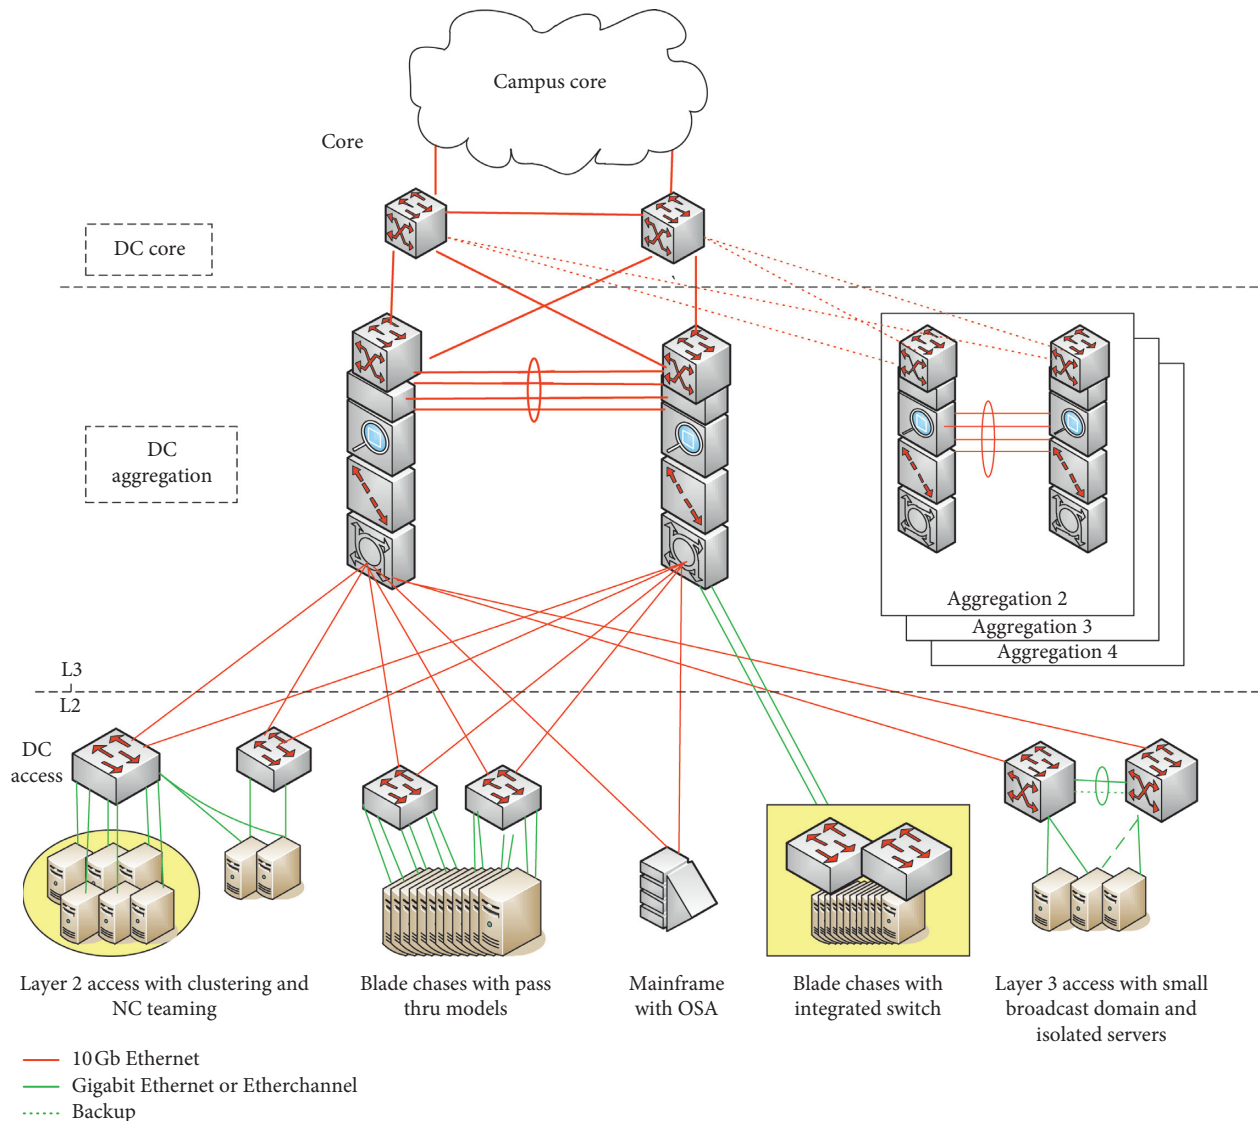 Campus core
Core
DC core
DC
aggregation
Aggregation 2
Aggregation 3
Aggregation 4
L3
L2
DC
access
Layer 2 access with clustering and
NC teaming
Blade chases with pass
thru models
Mainframe
with OSA
Blade chases with
integrated switch
Layer 3 access with small
broadcast domain and
isolated servers
10 Gb Ethernet
Gigabit Ethernet or Etherchannel
Backup